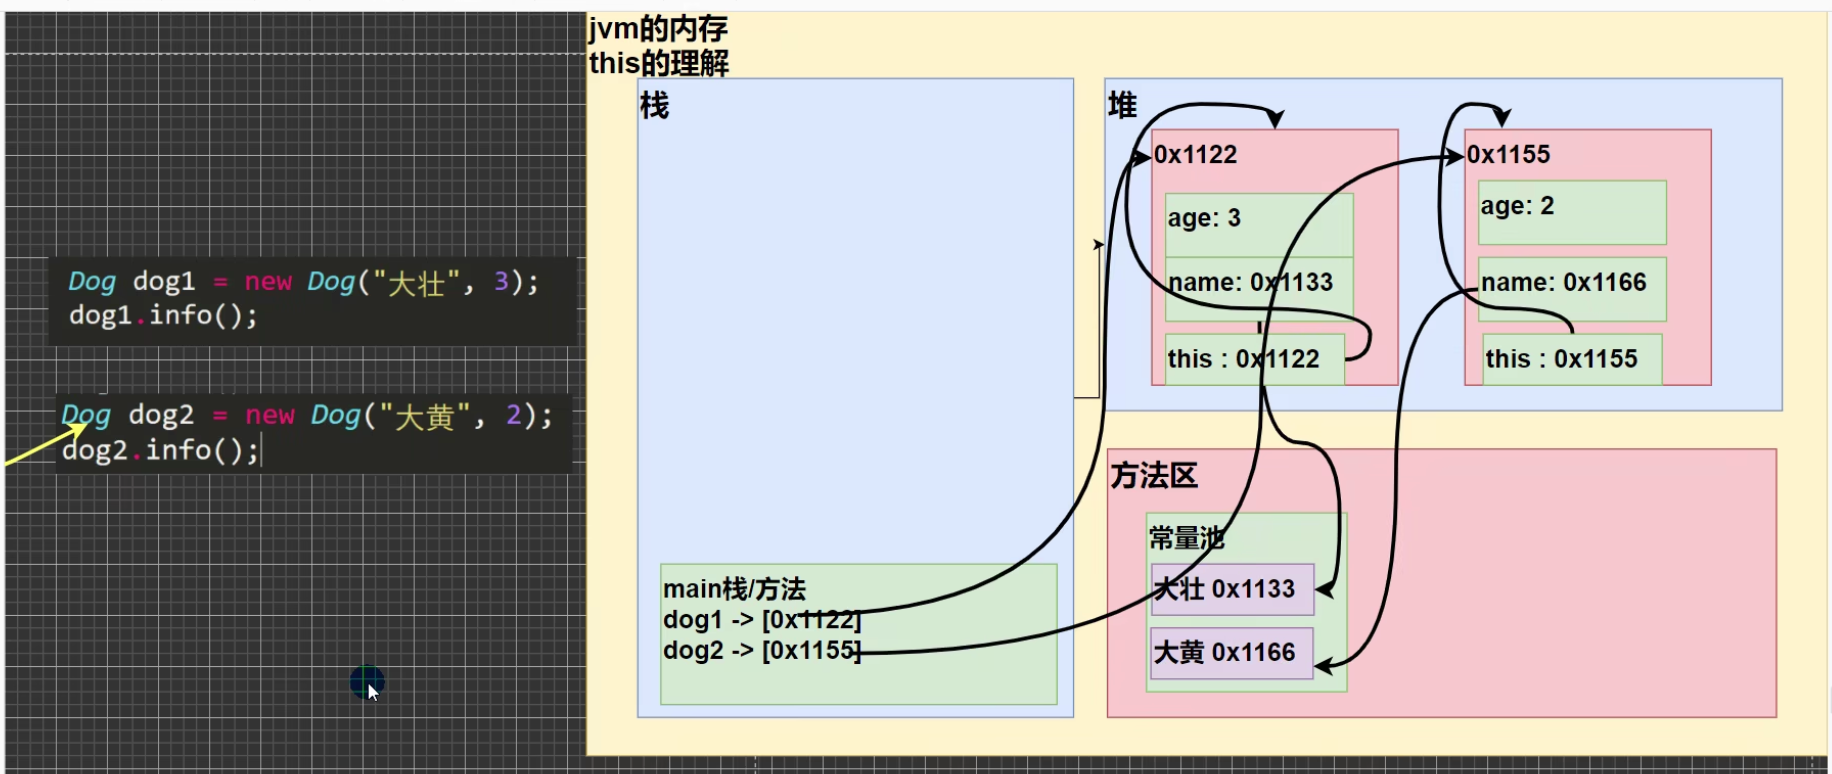 jvm的内存
this的理解
栈
堆
0x1122
age: 3
name: 0x1133
this : 0x1122
0x1155
age: 2
name: 0x1166
this : 0x1155
Dog dog1 = new Dog("大壮", 3);
dog1.info();
Dog dog2 = new Dog("大黄", 2);
dog2.info();
方法区
常量池
大壮 0x1133
大黄 0x1166
main栈/方法
dog1 -> [0x1122]
dog2 -> [0x1155]